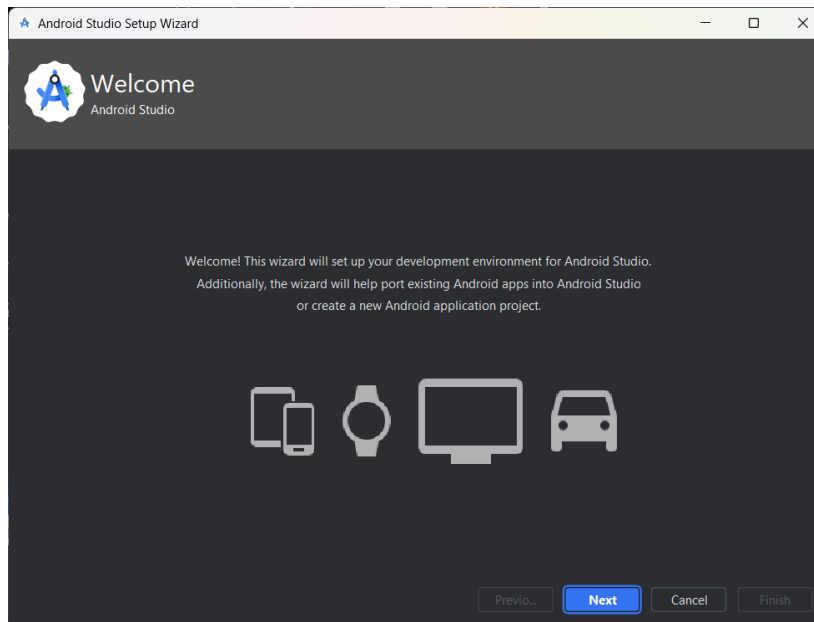 Android Studio Setup Wizard
Welcome
Android Studio
Welcome! This wizard will set up your development environment for Android Studio.
Additionally, the wizard will help port existing Android apps into Android Studio
or create a new Android application project.
Previo...
Next
Cancel
Finish